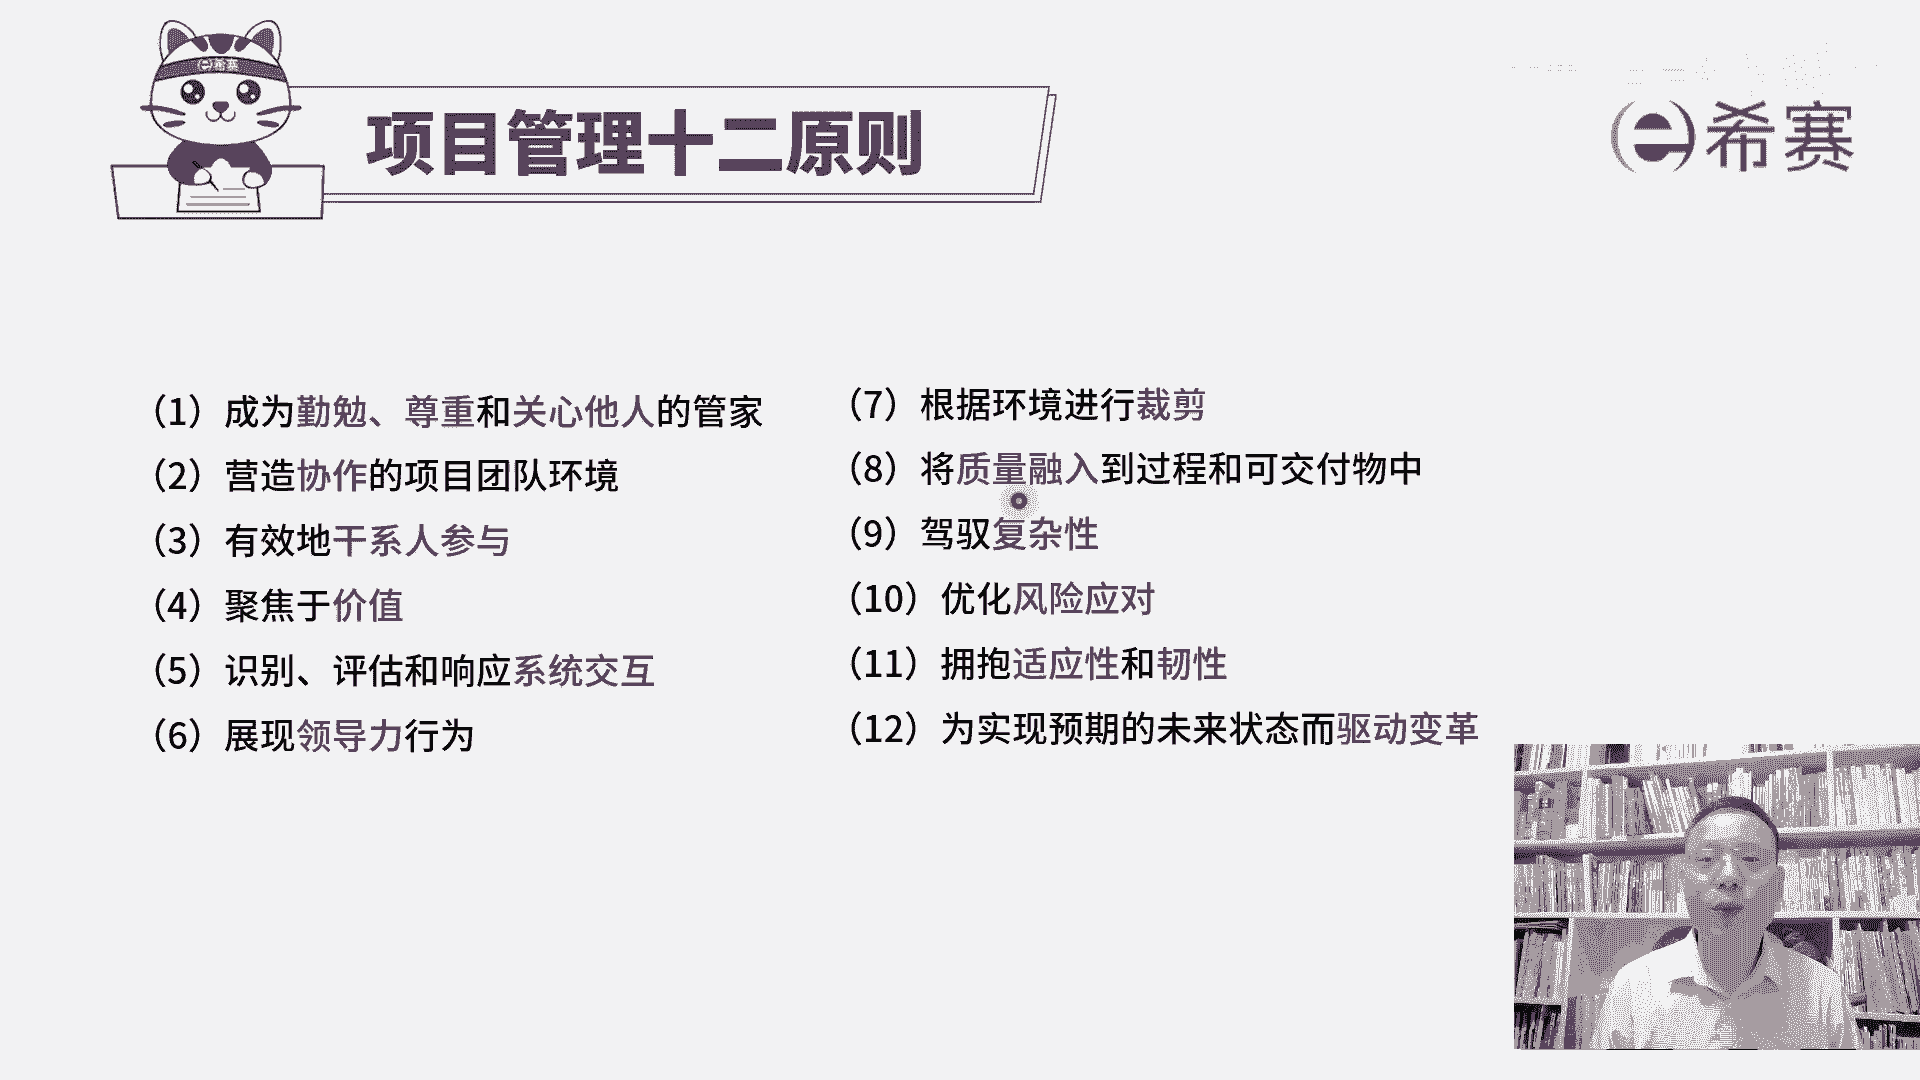 希赛
项目管理十二原则
希赛
（1）成为勤勉、尊重和关心他人的管家
（2）营造协作的项目团队环境
（3）有效地干系人参与
（4）聚焦于价值
（5）识别、评估和响应系统交互
（6）展现领导力行为
（7）根据环境进行裁剪
（8）将质量融入到过程和可交付物中
（9）驾驭复杂性
（10）优化风险应对
（11）拥抱适应性和韧性
（12）为实现预期的未来状态而驱动变革